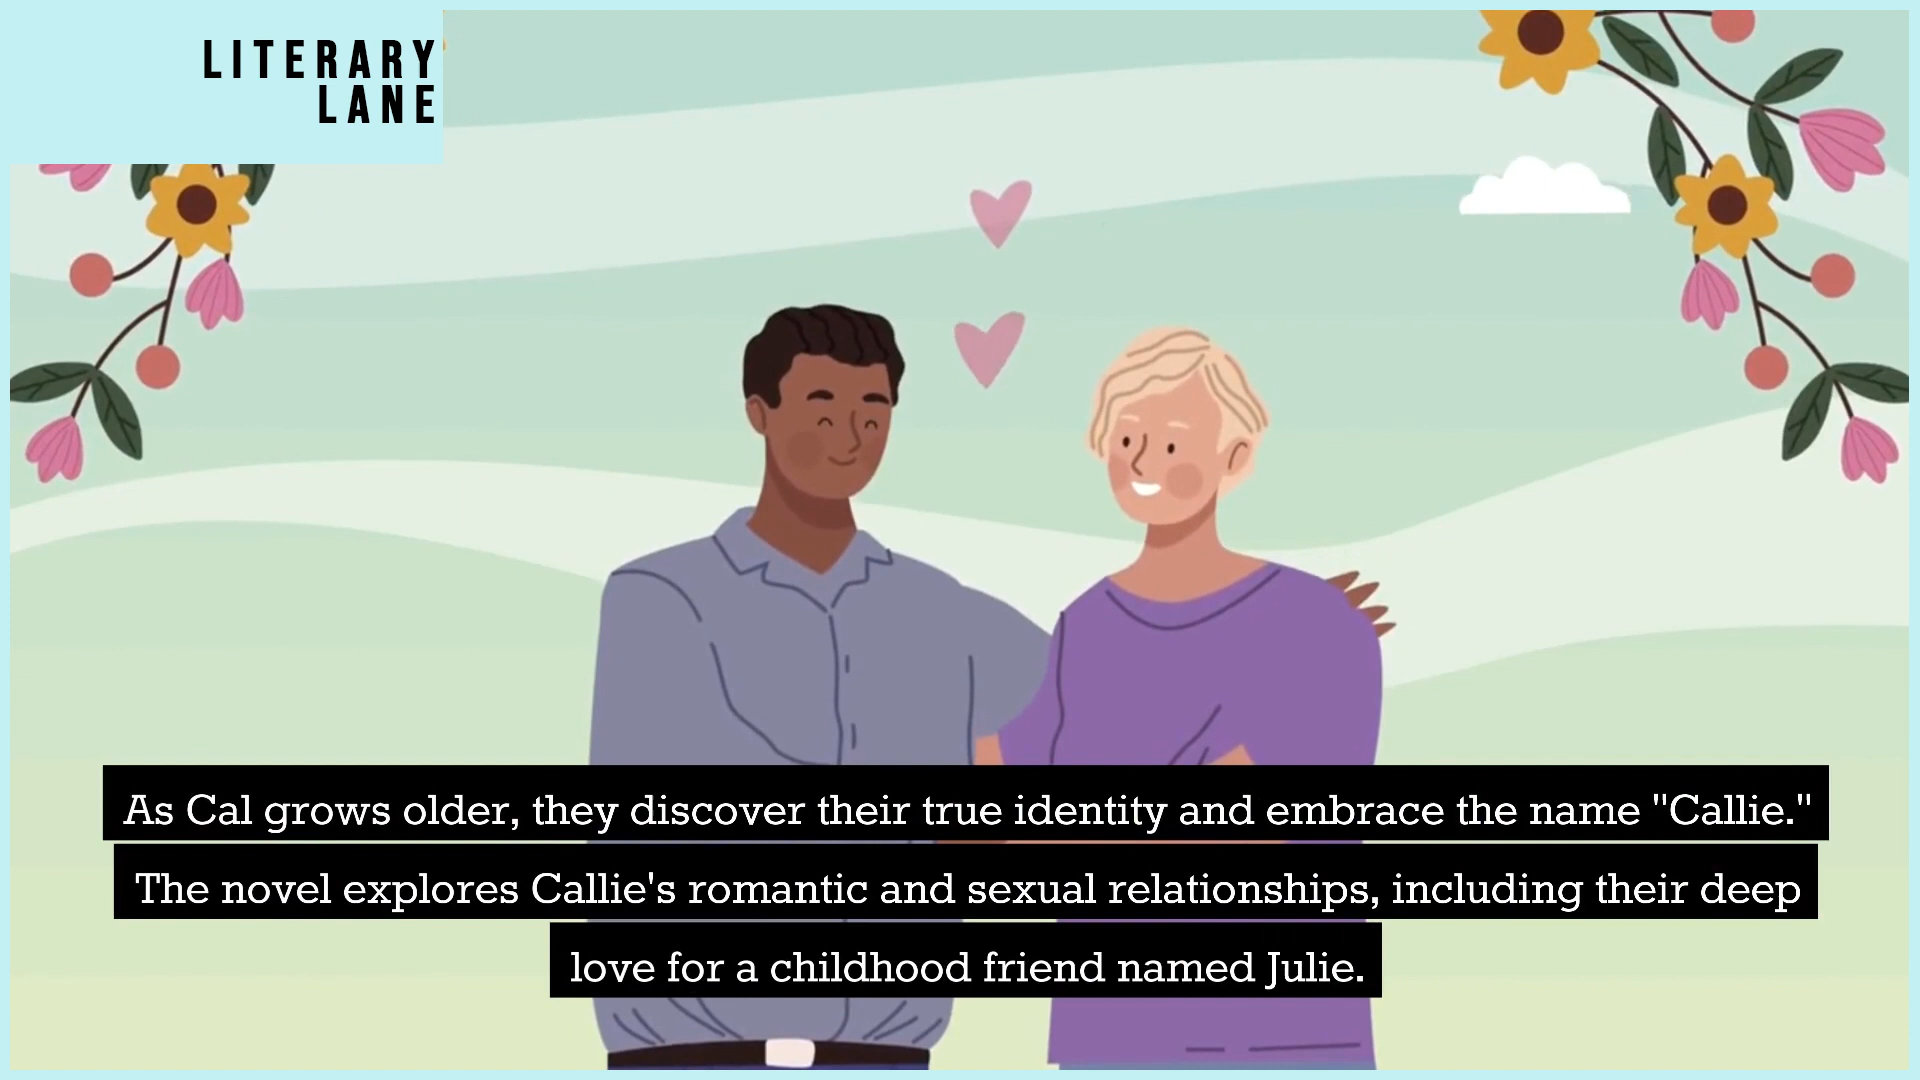 LITERARY
LANE
As Cal grows older, they discover their true identity and embrace the name "Callie."
The novel explores Callie's romantic and sexual relationships, including their deep
love for a childhood friend named Julie.